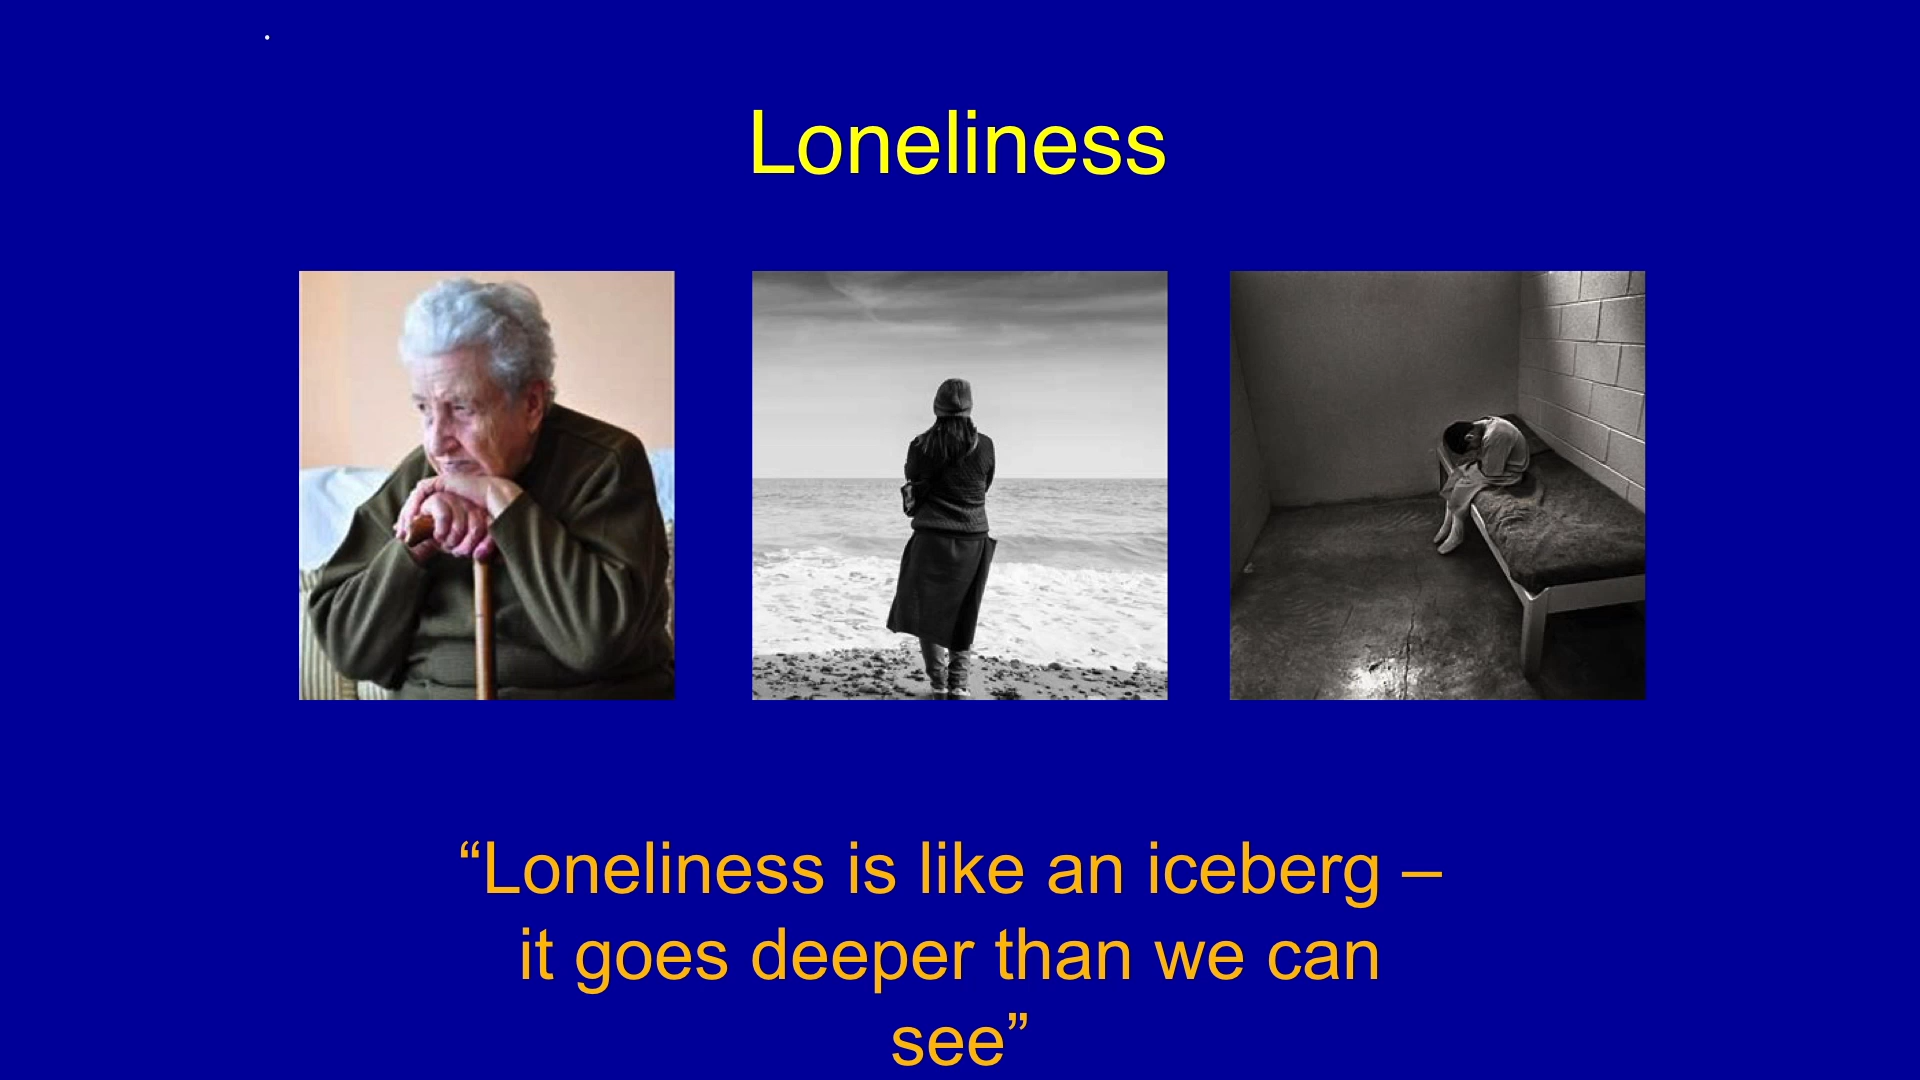 .
Loneliness
“Loneliness is like an iceberg –
it goes deeper than we can
see”